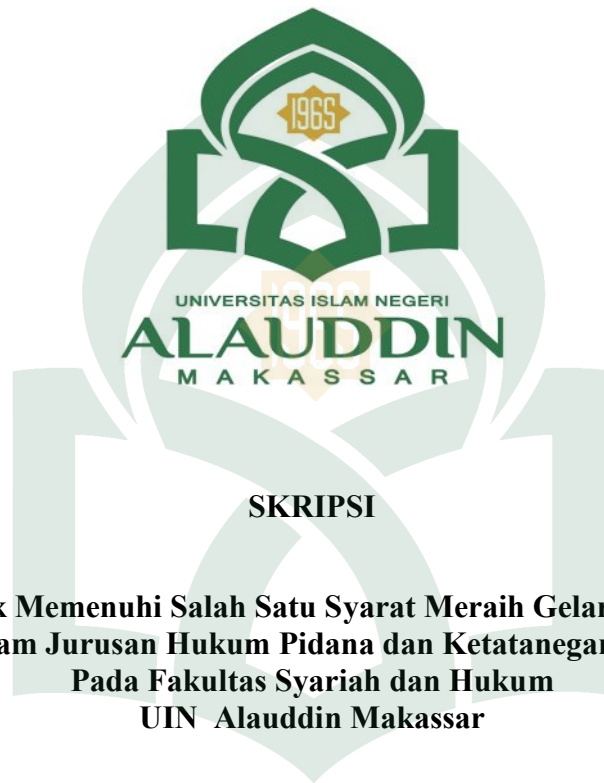 1965
UNIVERSITAS ISLAM NEGERI
ALAUDDIN
MAKASSAR
SKRIPSI
Memenuhi Salah Satu Syarat Meraih
Jurusan Hukum Pidana dan
Pada Fakultas Syariah dan Hukum
UIN Alauddin Makassar